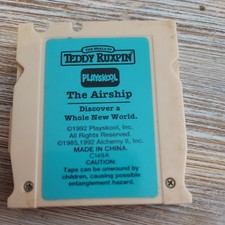 THE WORLD OF
TEDDY RUXPIN
PLAYSKOOL
The Airship
Discover a
Whole New World.
©1992 Playskool, Inc.
All Rights Reserved.
©1985,1992 Alchemy II, Inc.
MADE IN CHINA.
CAUTION:
Tape can be unwound by
children, causing possible
entanglement hazard.